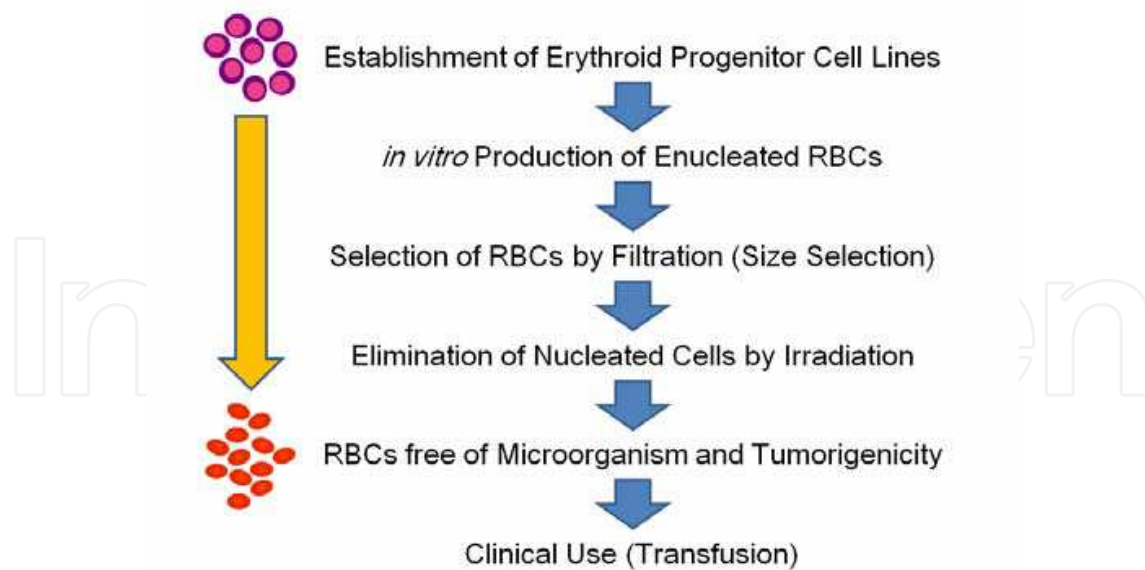 Establishment of Erythroid Progenitor Cell Lines
in vitro Production of Enucleated RBCs
Selection of RBCs by Filtration (Size Selection)
Elimination of Nucleated Cells by Irradiation
RBCs free of Microorganism and Tumorigenicity
Clinical Use (Transfusion)